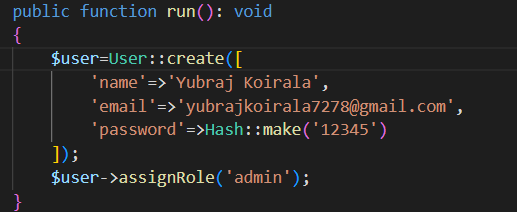 public function run(): void
{
    $user=User::create([
        'name'=>'Yubraj Koirala',
        'email'=>'yubrajkoirala7278@gmail.com',
        'password'=>Hash::make('12345')
    ]);
    $user->assignRole('admin');
}